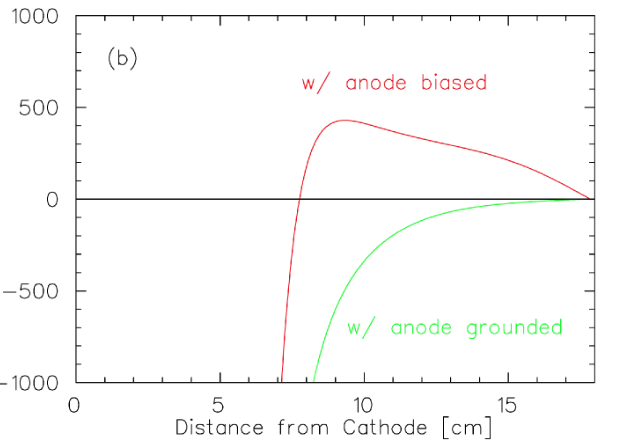 1000
(b)
w/ anode biased
500
0
-500
w/ anode grounded
-1000
0 5 10 15
Distance from Cathode [cm]